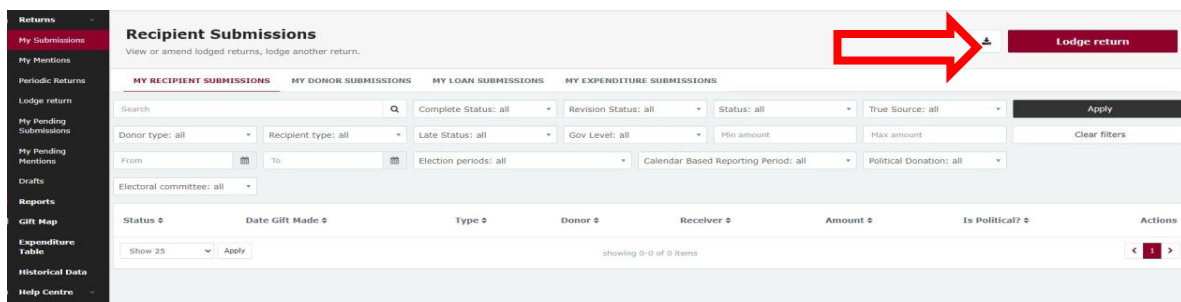 Returns
My Submissions
My Mentions
Periodic Returns
Lodge return
My Pending
Submissions
My Pending
Mentions
Drafts
Reports
Gift Map
Expenditure
Table
Historical Data
Help Centre
Recipient Submissions
View or amend lodged returns, lodge another return.
Lodge return
MY RECIPIENT SUBMISSIONS MY DONOR SUBMISSIONS MY LOAN SUBMISSIONS MY EXPENDITURE SUBMISSIONS
Search Complete Status: all Revision Status: all Status: all True Source: all Apply
Donor type: all Recipient type: all Late Status: all Gov Level: all Min amount Max amount Clear filters
From To Election periods: all Calendar Based Reporting Period: all Political Donation: all
Electoral committee: all
Status Date Gift Made Type Donor Receiver Amount Is Political? Actions
Show 25 Apply showing 0-0 of 0 items < 1 >